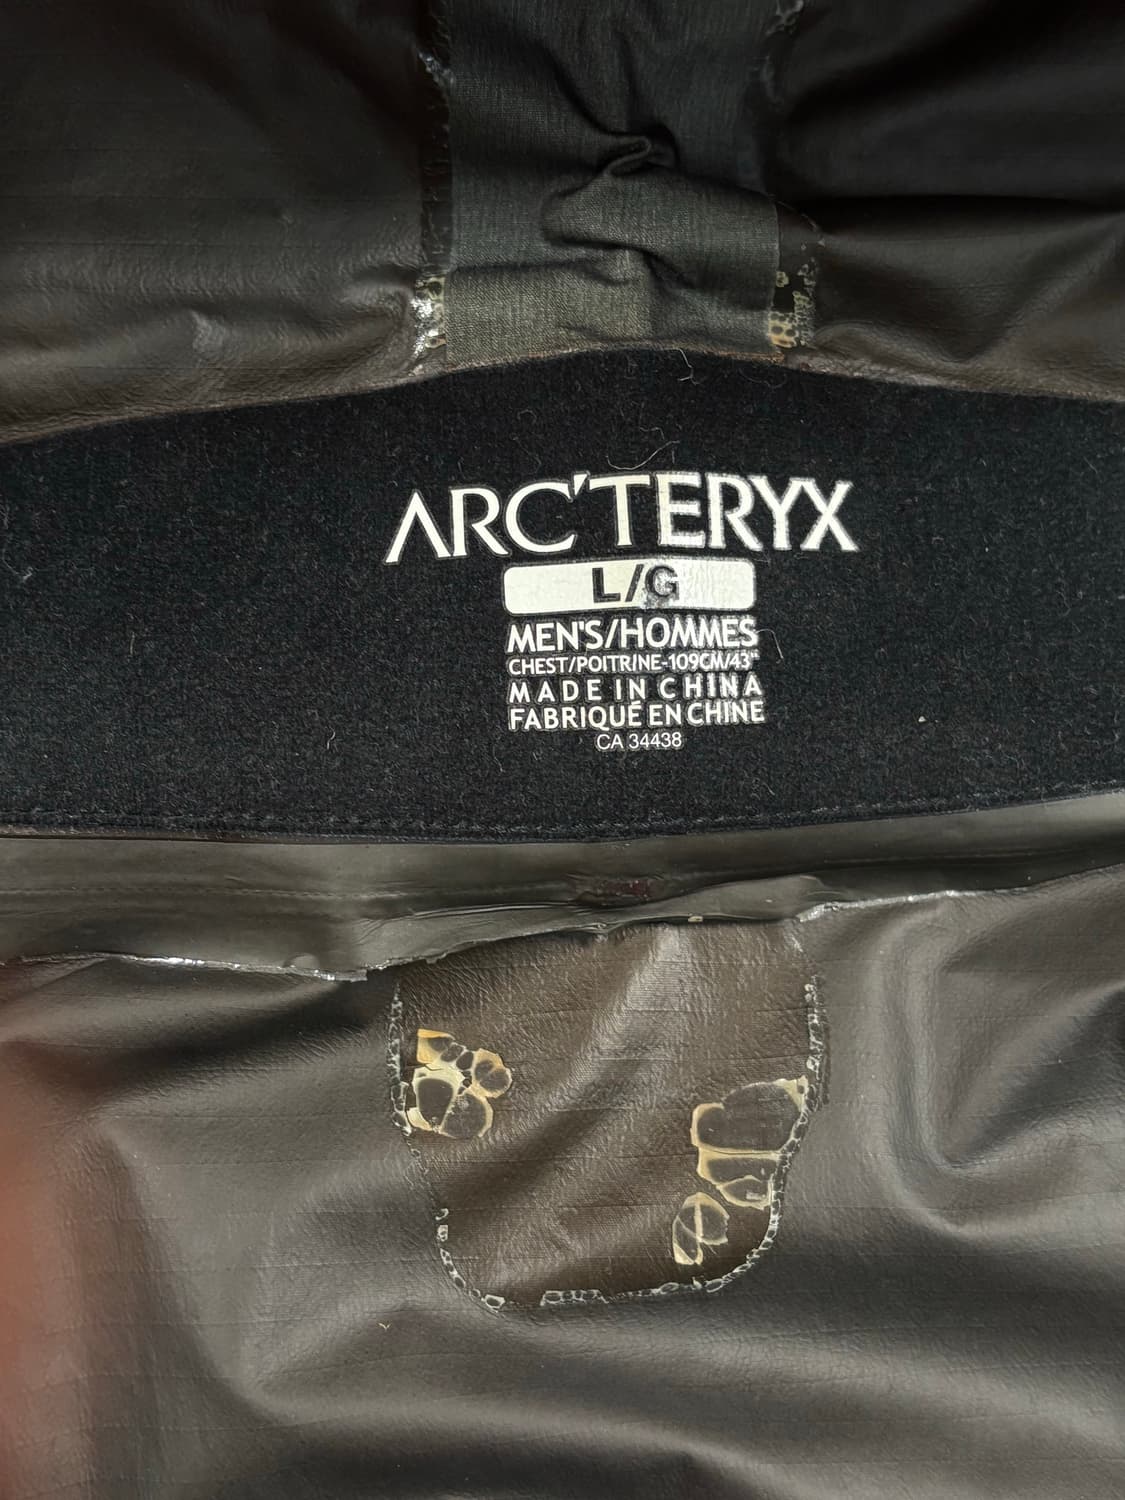 ARC'TERYX
L/G
MEN'S/HOMMES
CHEST/POITRINE-109CM/43"
MADE IN CHINA
FABRIQUÉ EN CHINE
CA 34438